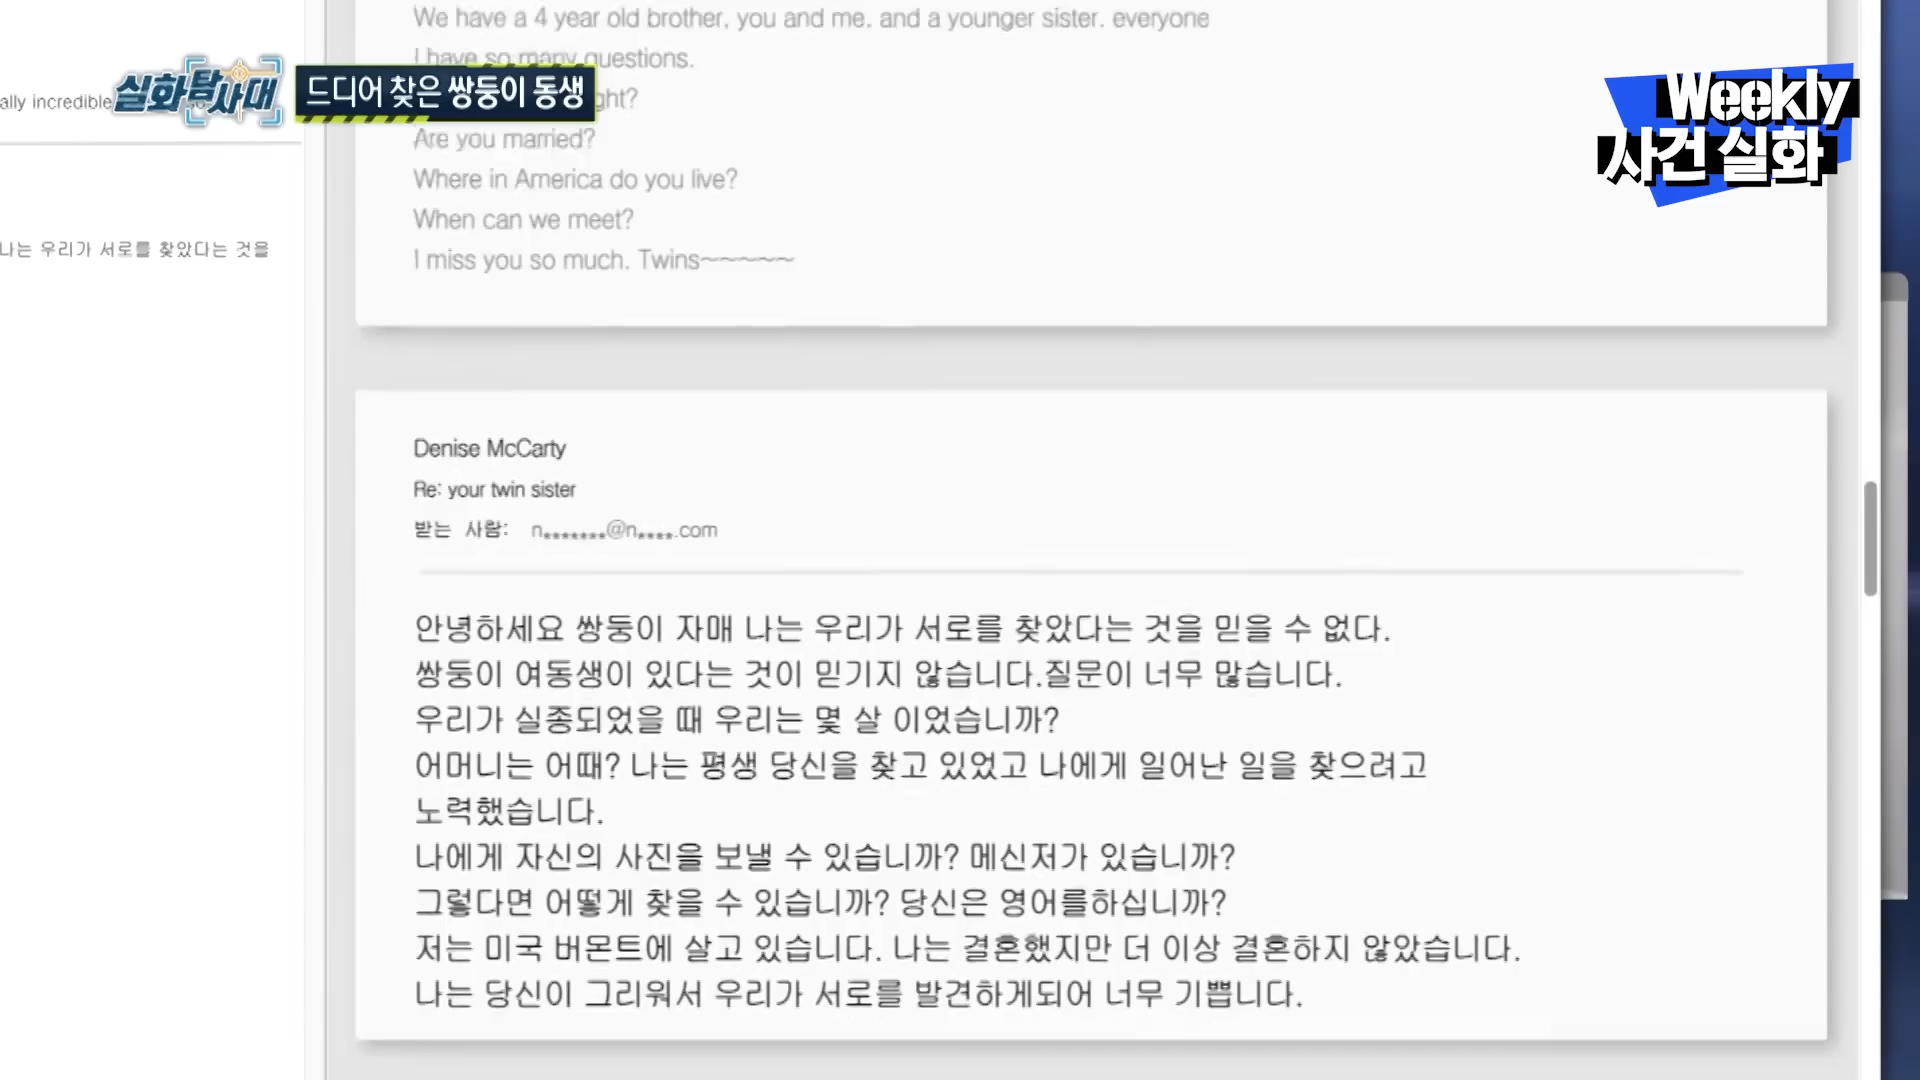 We have a 4 year old brother, you and me. and a younger sister. everyone
I have so many questions.
ght?
Are you married?
Where in America do you live?
When can we meet?
I miss you so much. Twins~~~~~
실화탐사대
드디어 찾은 쌍둥이 동생
Weekly
사건 실화
ally incredible
나는 우리가 서로를 찾았다는 것을
Denise McCarty
Re: your twin sister
받는 사람: n*******@n****.com
안녕하세요 쌍둥이 자매 나는 우리가 서로를 찾았다는 것을 믿을 수 없다.
쌍둥이 여동생이 있다는 것이 믿기지 않습니다.질문이 너무 많습니다.
우리가 실종되었을 때 우리는 몇 살 이었습니까?
어머니는 어때? 나는 평생 당신을 찾고 있었고 나에게 일어난 일을 찾으려고
노력했습니다.
나에게 자신의 사진을 보낼 수 있습니까? 메신저가 있습니까?
그렇다면 어떻게 찾을 수 있습니까? 당신은 영어를하십니까?
저는 미국 버몬트에 살고 있습니다. 나는 결혼했지만 더 이상 결혼하지 않았습니다.
나는 당신이 그리워서 우리가 서로를 발견하게되어 너무 기쁩니다.